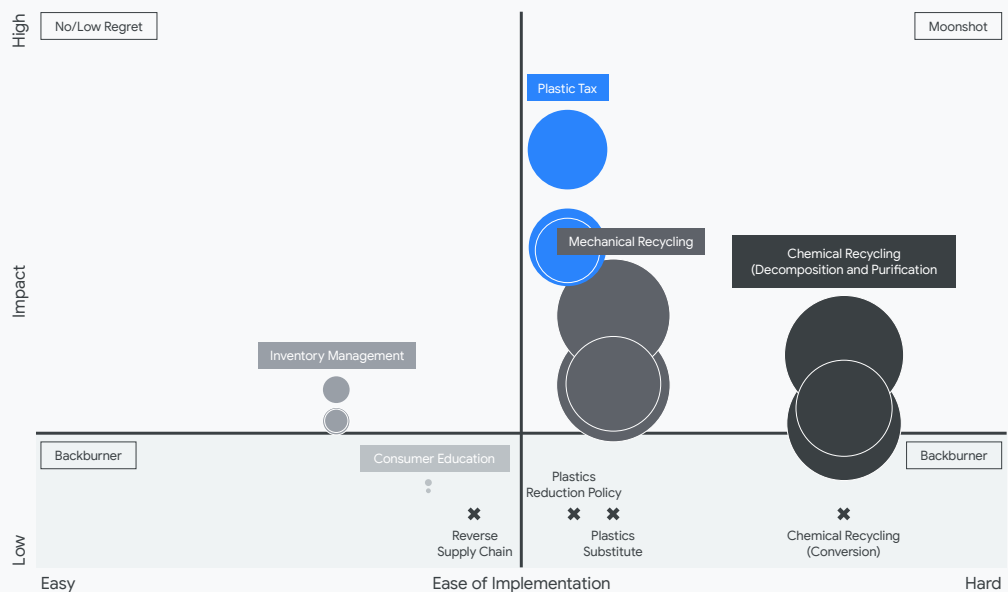 High
No/Low Regret
Moonshot
Plastic Tax
Mechanical Recycling
Chemical Recycling
(Decomposition and Purification
Impact
Inventory Management
Backburner
Backburner
Consumer Education
Plastics
Reduction Policy
Reverse
Supply Chain
Plastics
Substitute
Chemical Recycling
(Conversion)
Low
Easy
Ease of Implementation
Hard